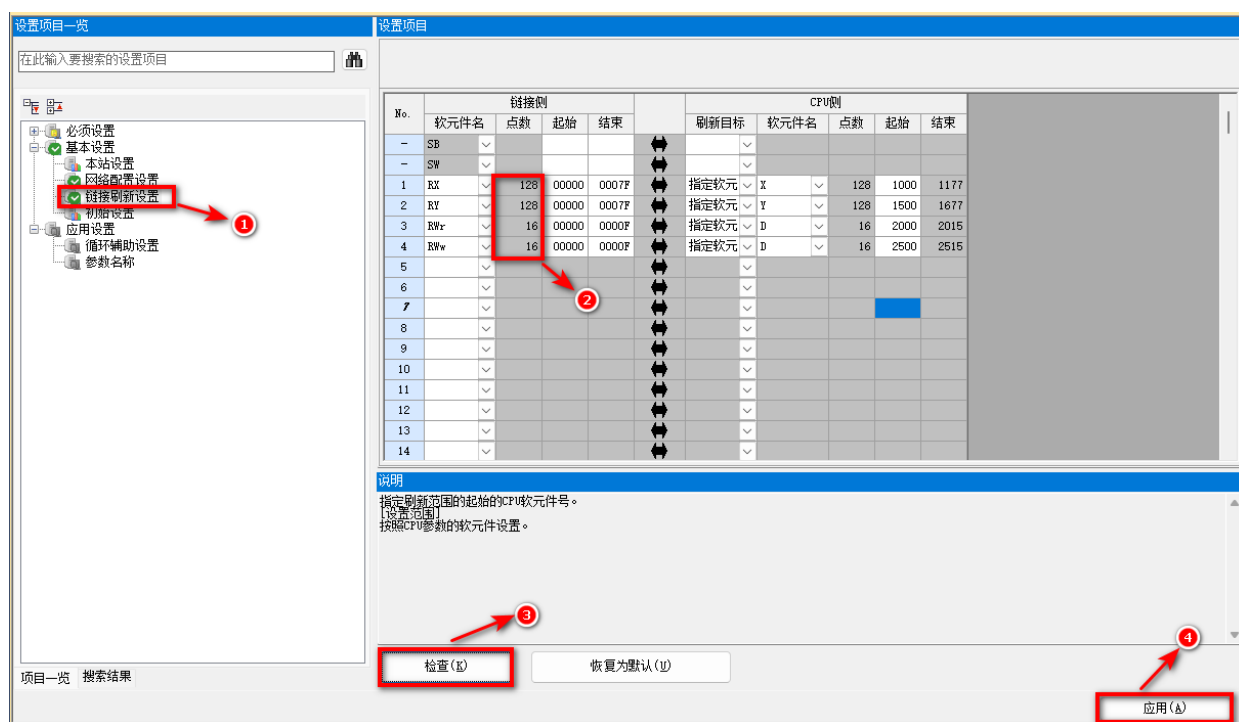 设置项目一览
在此输入要搜索的设置项目
必须设置
基本设置
本站设置
网络配置设置
链接刷新设置
初始设置
应用设置
循环辅助设置
参数名称
项目一览 搜索结果
设置项目
No. 链接侧 CPU侧
软元件名 点数 起始 结束 刷新目标 软元件名 点数 起始 结束
- SB
- SW
1 RX 128 00000 0007F 指定软元 X 128 1000 1177
2 RY 128 00000 0007F 指定软元 Y 128 1500 1677
3 RWr 16 00000 0000F 指定软元 D 16 2000 2015
4 RWw 16 00000 0000F 指定软元 D 16 2500 2515
5
6
7
8
9
10
11
12
13
14
1
2
说明
指定刷新范围的起始的CPU软元件号。
[设置范围]
按照CPU参数的软元件设置。
3
4
检查(K) 恢复为默认(U)
应用(A)